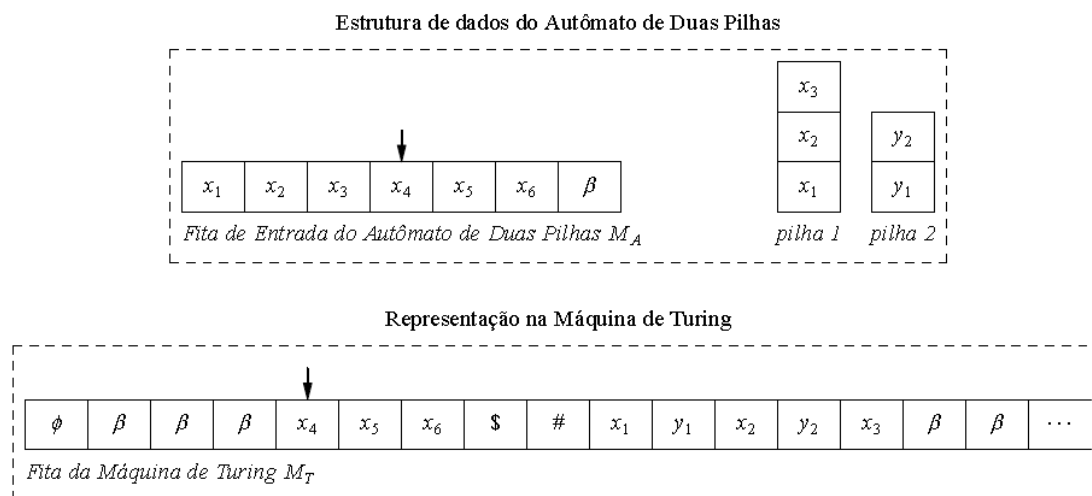 Estrutura de dados do Autômato de Duas Pilhas
x3
x2 y2
x1 x2 x3 x4 x5 x6 β x1 y1
Fita de Entrada do Autômato de Duas Pilhas M_A pilha 1 pilha 2
Representação na Máquina de Turing
ϕ β β β x4 x5 x6 $ # x1 y1 x2 y2 x3 β β ⋯
Fita da Máquina de Turing M_T